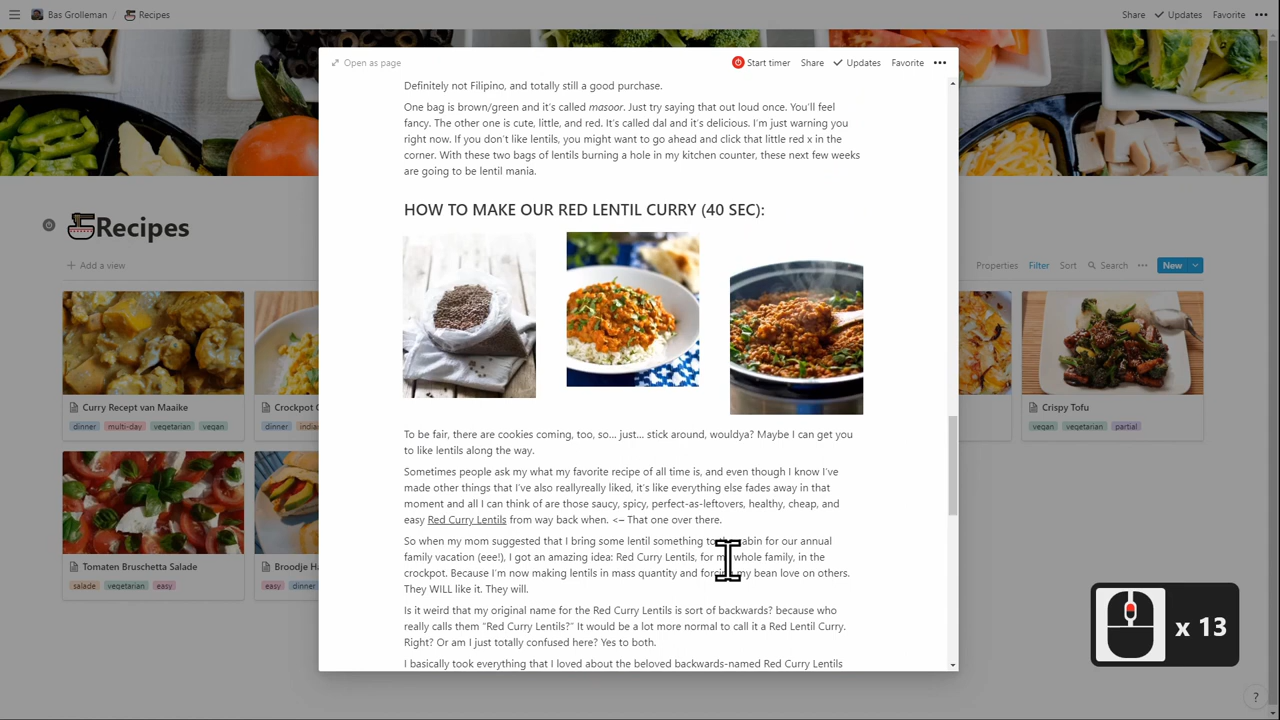 Bas Grolleman / Recipes
Share Updates Favorite •••
Open as page
Start timer Share Updates Favorite •••
Definitely not Filipino, and totally still a good purchase.
One bag is brown/green and it's called masoor. Just try saying that out loud once. You'll feel
fancy. The other one is cute, little, and red. It's called dal and it's delicious. I'm just warning you
right now. If you don't like lentils, you might want to go ahead and click that little red x in the
corner. With these two bags of lentils burning a hole in my kitchen counter, these next few weeks
are going to be lentil mania.
HOW TO MAKE OUR RED LENTIL CURRY (40 SEC):
Recipes
+ Add a view
Properties Filter Sort Search ••• New
Curry Recept van Maaike
dinner multi-day vegetarian vegan
Crockpot
dinner
Crispy Tofu
vegan vegetarian partial
Tomaten Bruschetta Salade
salade vegetarian easy
Broodje
easy dinner
To be fair, there are cookies coming, too, so... just... stick around, wouldya? Maybe I can get you
to like lentils along the way.
Sometimes people ask my what my favorite recipe of all time is, and even though I know I've
made other things that I've also reallyreally liked, it's like everything else fades away in that
moment and all I can think of are those saucy, spicy, perfect-as-leftovers, healthy, cheap, and
easy Red Curry Lentils from way back when. <– That one over there.
So when my mom suggested that I bring some lentil something to cabin for our annual
family vacation (eee!), I got an amazing idea: Red Curry Lentils, for whole family, in the
crockpot. Because I'm now making lentils in mass quantity and my bean love on others.
They WILL like it. They will.
Is it weird that my original name for the Red Curry Lentils is sort of backwards? because who
really calls them "Red Curry Lentils?" It would be a lot more normal to call it a Red Lentil Curry.
Right? Or am I just totally confused here? Yes to both.
I basically took everything that I loved about the beloved backwards-named Red Curry Lentils
x 13
?